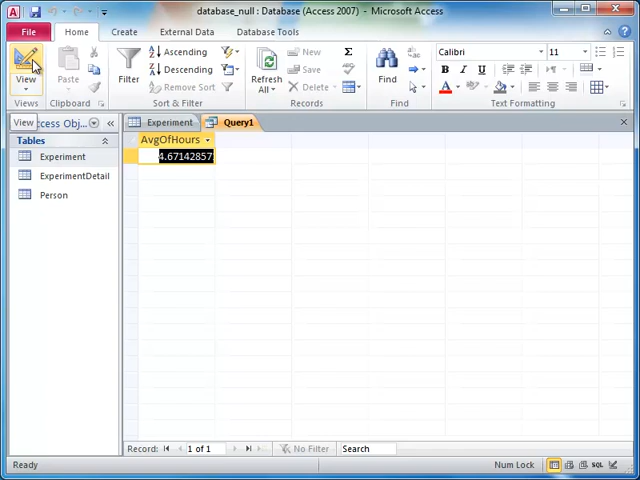 database_null : Database (Access 2007) - Microsoft Access
File Home Create External Data Database Tools
View
Paste
Filter
Ascending
Descending
Remove Sort
Refresh All
New
Save
Delete
Find
Calibri 11
Views Clipboard Sort & Filter Records Find Text Formatting
View
cess Obj...
Experiment Query1
Tables
Experiment
ExperimentDetail
Person
AvgOfHours
4.67142857
Record: 1 of 1 No Filter Search
Ready Num Lock SQL